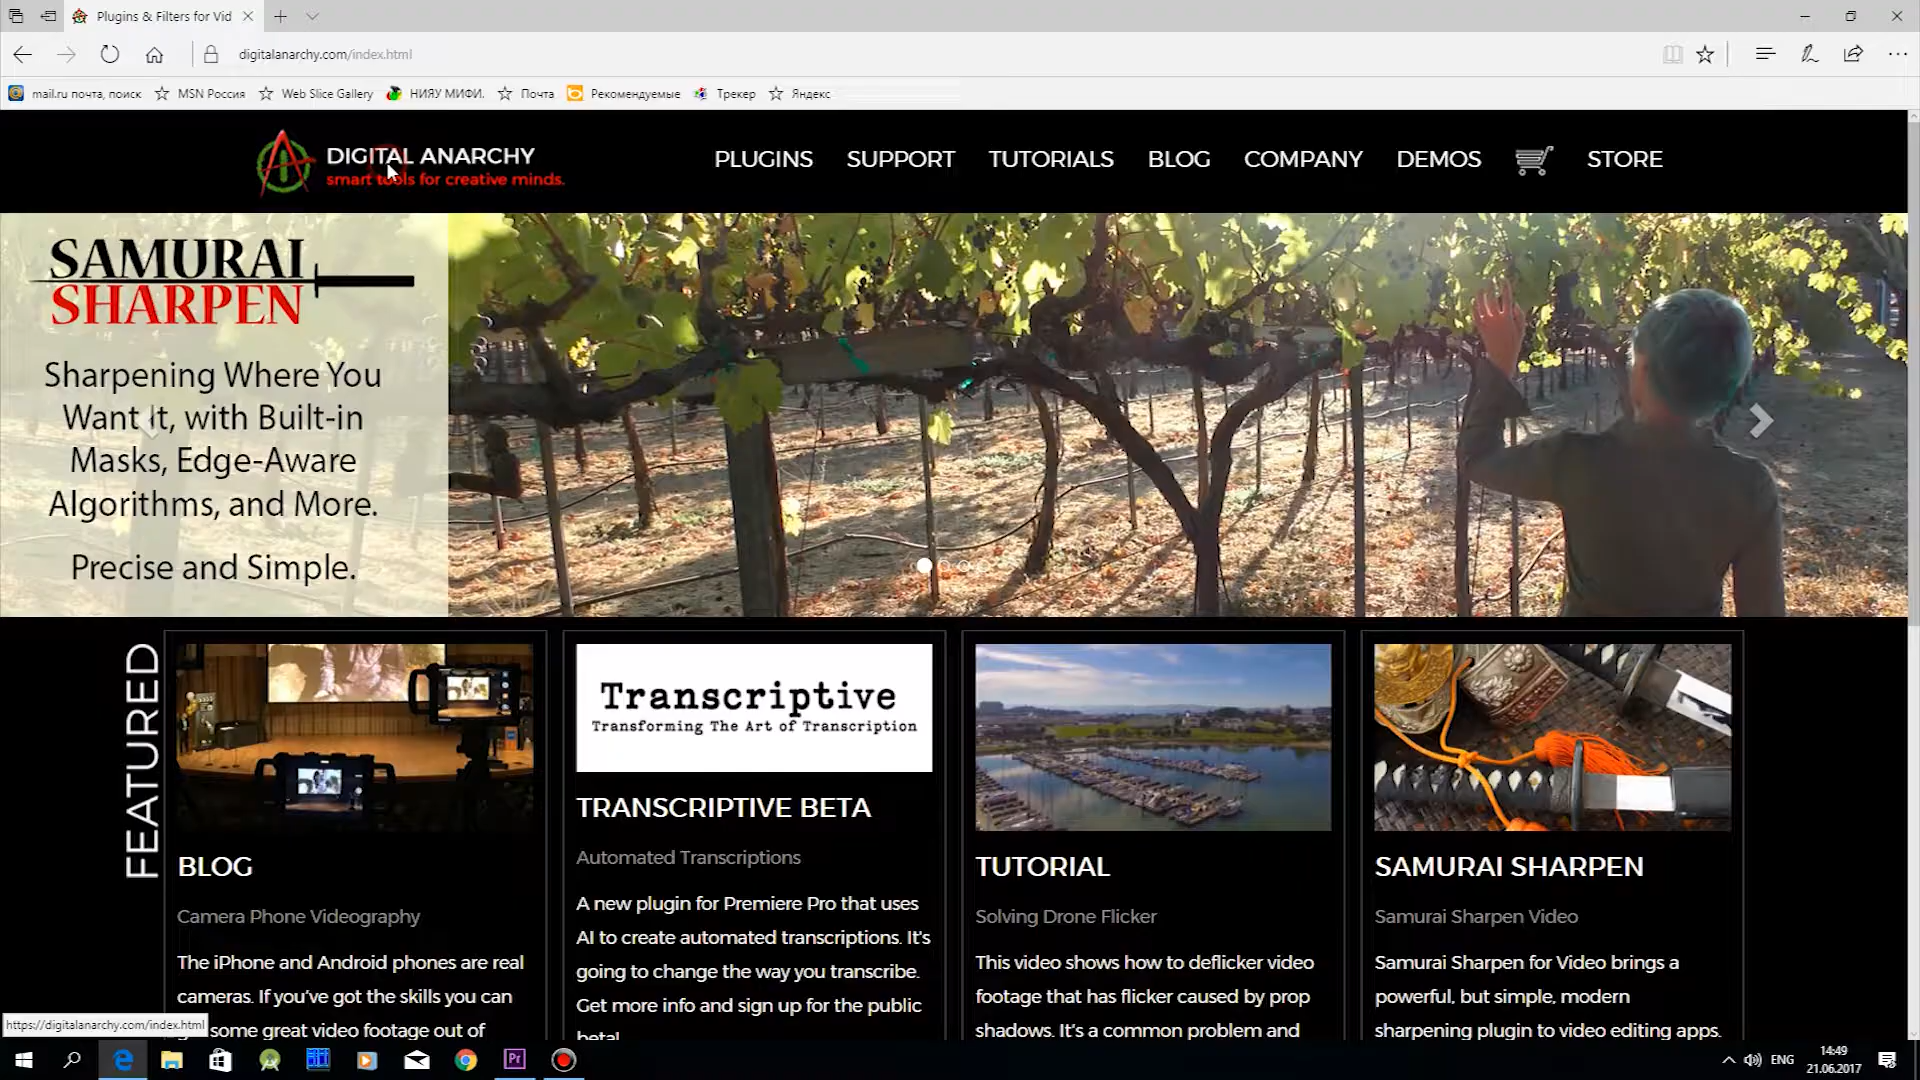 Plugins & Filters for Vid
digitalanarchy.com/index.html
mail.ru почта, поиск
MSN Россия
Web Slice Gallery
НИЯУ МИФИ.
Почта
Рекомендуемые
Трекер
Яндекс
DIGITAL ANARCHY
smart tools for creative minds.
PLUGINS
SUPPORT
TUTORIALS
BLOG
COMPANY
DEMOS
STORE
SAMURAI
SHARPEN
Sharpening Where You
Want it, with Built-in
Masks, Edge-Aware
Algorithms, and More.
Precise and Simple.
FEATURED
BLOG
Camera Phone Videography
The iPhone and Android phones are real
cameras. If you've got the skills you can
some great video footage out of
Transcriptive
Transforming The Art of Transcription
TRANSCRIPTIVE BETA
Automated Transcriptions
A new plugin for Premiere Pro that uses
AI to create automated transcriptions. It's
going to change the way you transcribe.
Get more info and sign up for the public
beta!
TUTORIAL
Solving Drone Flicker
This video shows how to deflicker video
footage that has flicker caused by prop
shadows. It's a common problem and
SAMURAI SHARPEN
Samurai Sharpen Video
Samurai Sharpen for Video brings a
powerful, but simple, modern
sharpening plugin to video editing apps.
https://digitalanarchy.com/index.html
Pr
ENG
14:49
21.06.2017